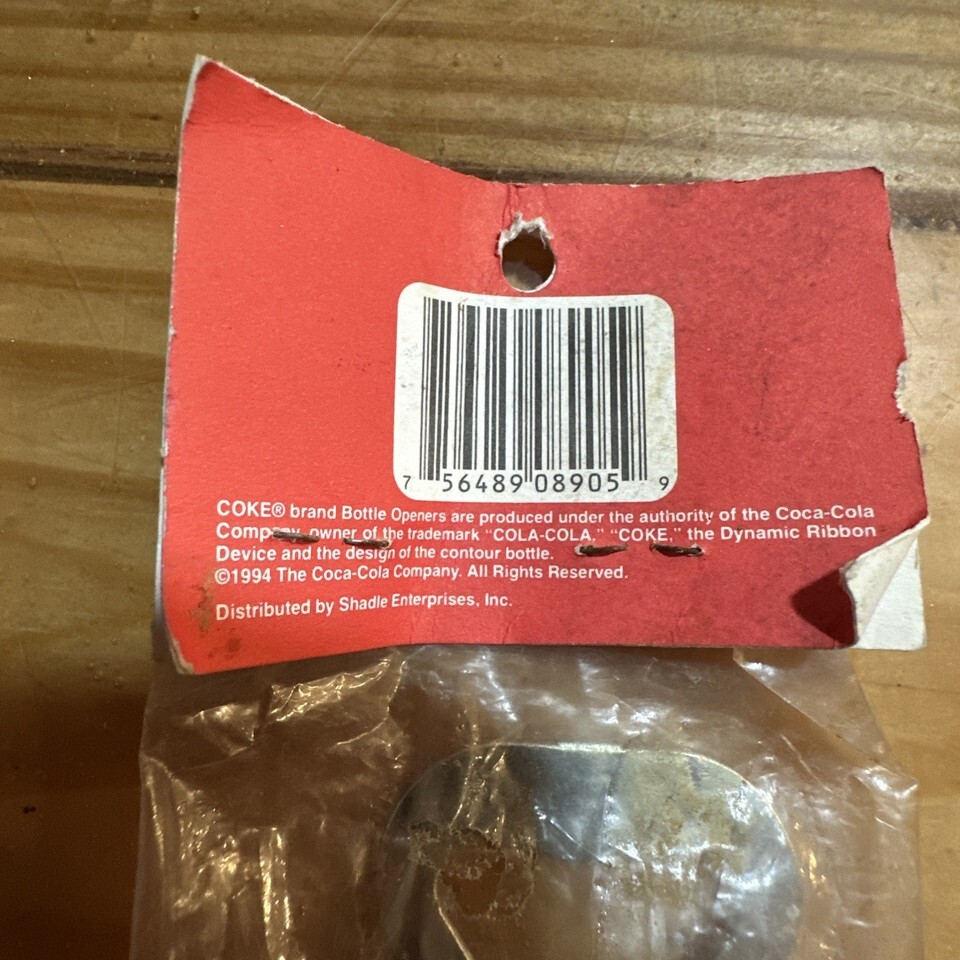 7 56489 08905 9
COKE® brand Bottle Openers are produced under the authority of the Coca-Cola
Company, owner of the trademark "COLA-COLA," "COKE," the Dynamic Ribbon
Device and the design of the contour bottle.
©1994 The Coca-Cola Company. All Rights Reserved.
Distributed by Shadle Enterprises, Inc.